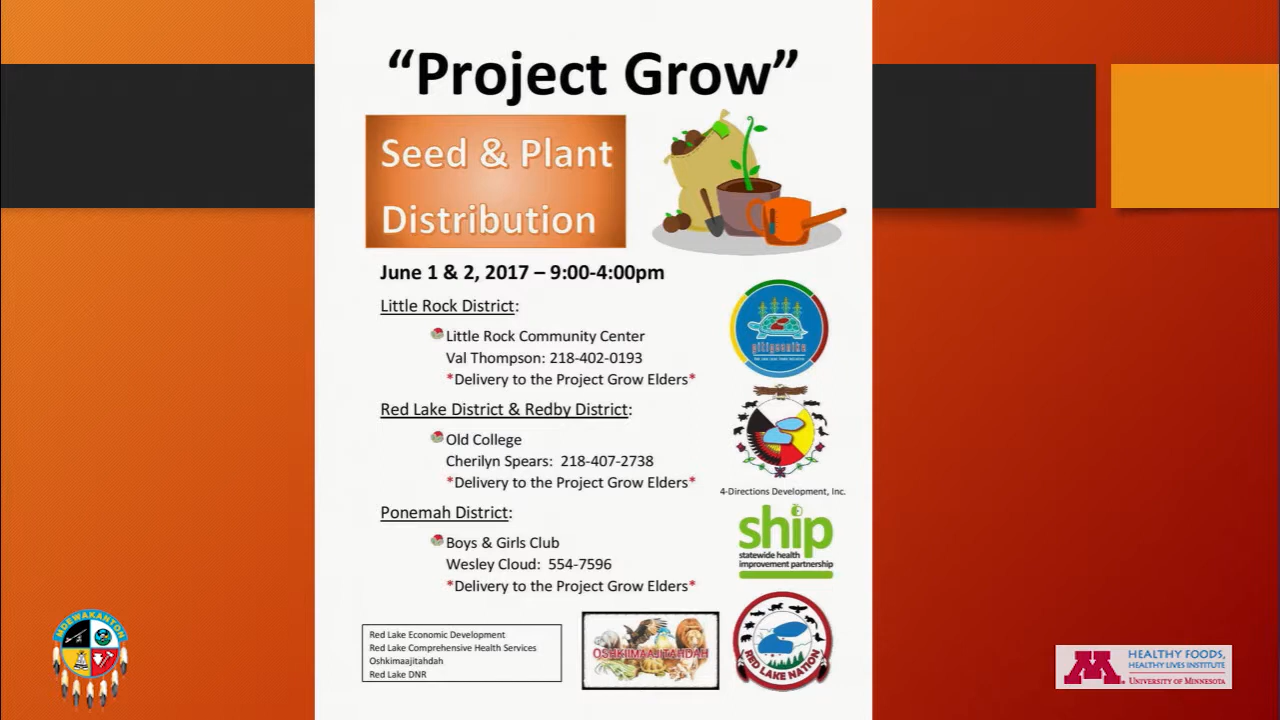 “Project Grow”
Seed & Plant
Distribution
June 1 & 2, 2017 – 9:00-4:00pm
Little Rock District:
Little Rock Community Center
Val Thompson: 218-402-0193
*Delivery to the Project Grow Elders*
Red Lake District & Redby District:
Old College
Cherilyn Spears:  218-407-2738
*Delivery to the Project Grow Elders*
4-Directions Development, Inc.
Ponemah District:
Boys & Girls Club
Wesley Cloud:  554-7596
*Delivery to the Project Grow Elders*
ship
statewide health
improvement partnership
Red Lake Economic Development
Red Lake Comprehensive Health Services
Oshkimaajitahdah
Red Lake DNR
OSHKIIMAAJITAHDAH
RED LAKE NATION
MDEWAKANTON
M
HEALTHY FOODS,
HEALTHY LIVES INSTITUTE
UNIVERSITY OF MINNESOTA